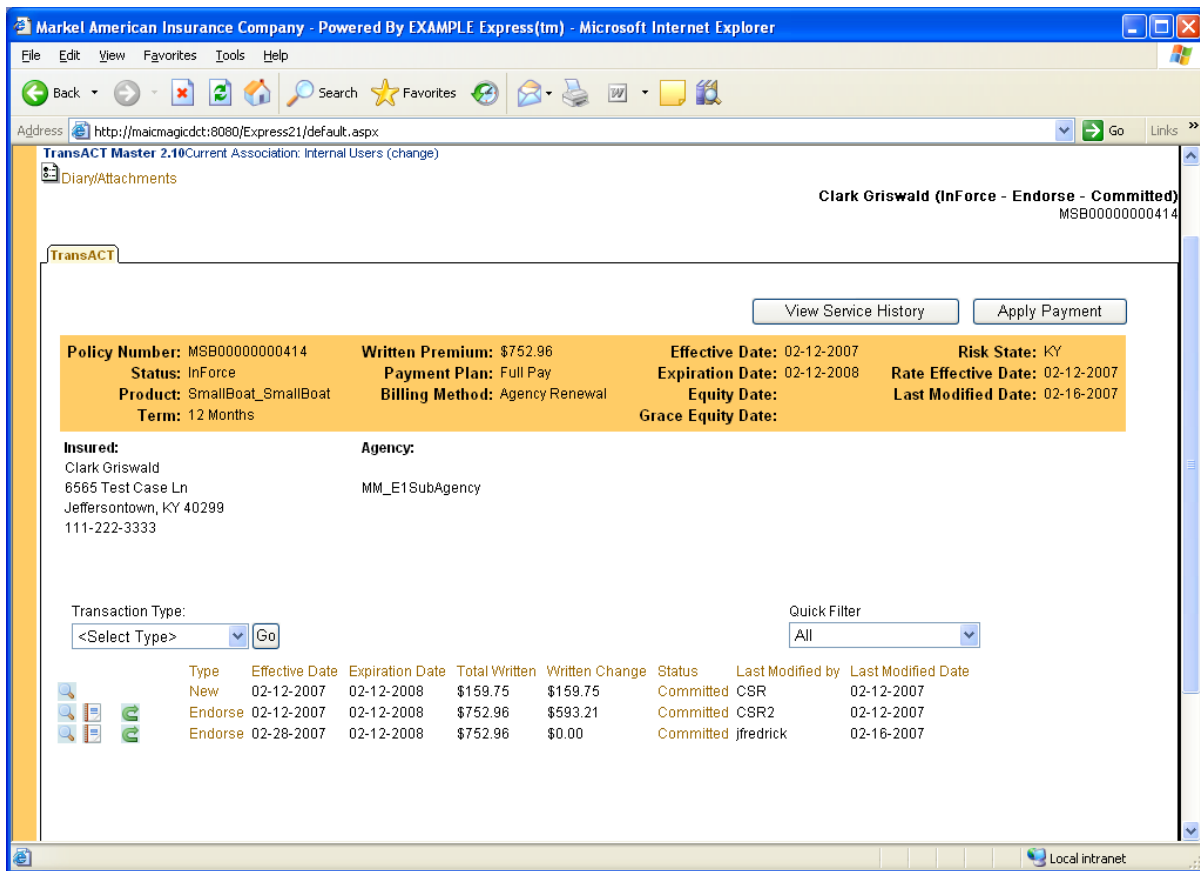 Markel American Insurance Company - Powered By EXAMPLE Express(tm) - Microsoft Internet Explorer
File Edit View Favorites Tools Help
Back Search Favorites
Address http://maicmagicdct:8080/Express21/default.aspx Go Links »
TransACT Master 2.10Current Association: Internal Users (change)
Diary/Attachments
Clark Griswald (InForce - Endorse - Committed)
MSB00000000414
TransACT
View Service History Apply Payment
Policy Number: MSB00000000414 Written Premium: $752.96 Effective Date: 02-12-2007 Risk State: KY
Status: InForce Payment Plan: Full Pay Expiration Date: 02-12-2008 Rate Effective Date: 02-12-2007
Product: SmallBoat_SmallBoat Billing Method: Agency Renewal Equity Date: Last Modified Date: 02-16-2007
Term: 12 Months Grace Equity Date:
Insured: Agency:
Clark Griswald
6565 Test Case Ln MM_E1SubAgency
Jeffersontown, KY 40299
111-222-3333
Transaction Type: Quick Filter
<Select Type> Go All
Type Effective Date Expiration Date Total Written Written Change Status Last Modified by Last Modified Date
New 02-12-2007 02-12-2008 $159.75 $159.75 Committed CSR 02-12-2007
Endorse 02-12-2007 02-12-2008 $752.96 $593.21 Committed CSR2 02-12-2007
Endorse 02-28-2007 02-12-2008 $752.96 $0.00 Committed jfredrick 02-16-2007
Local intranet